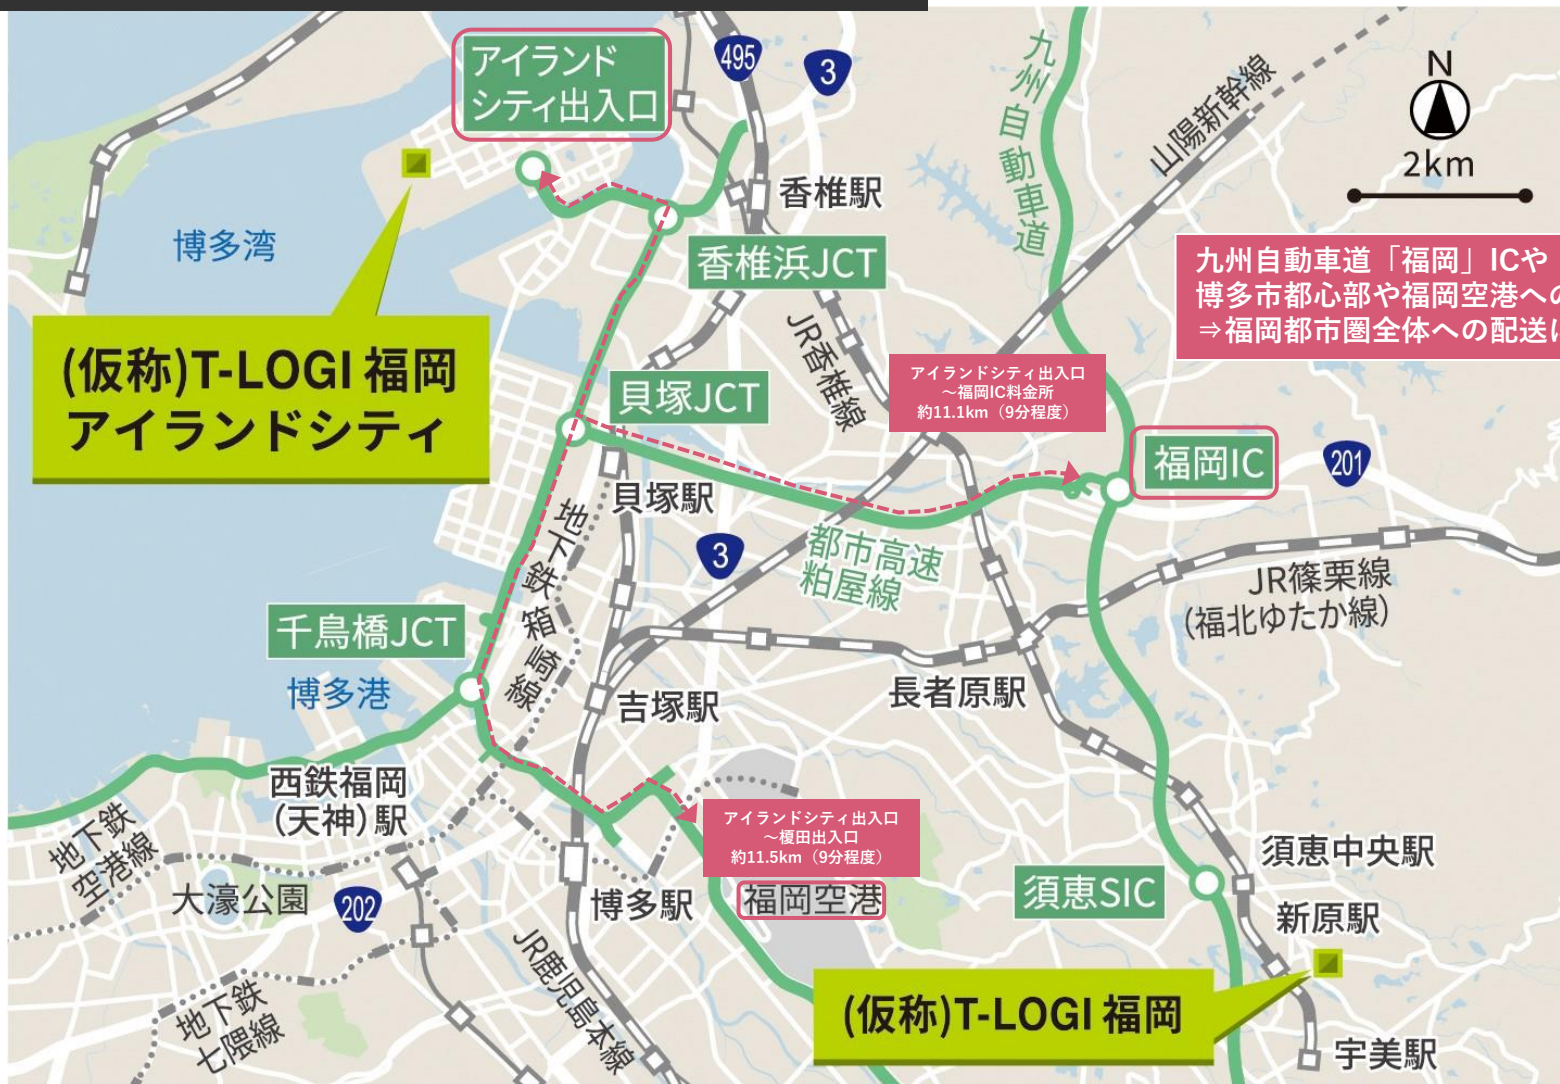 アイランド
シティ出入口
495
3
九州自動車道
山陽新幹線
N
2km
香椎駅
博多湾
香椎浜JCT
九州自動車道「福岡」ICや
博多市都心部や福岡空港への
⇒福岡都市圏全体への配送に
(仮称)T-LOGI 福岡
アイランドシティ
JR香椎線
貝塚JCT
アイランドシティ出入口
～福岡IC料金所
約11.1km（9分程度）
福岡IC
201
貝塚駅
地下鉄箱崎線
3
都市高速
粕屋線
JR篠栗線
(福北ゆたか線)
千鳥橋JCT
博多港
吉塚駅
長者原駅
西鉄福岡
(天神)駅
アイランドシティ出入口
～榎田出入口
約11.5km（9分程度）
地下鉄
空港線
大濠公園
202
博多駅
福岡空港
須恵SIC
須恵中央駅
新原駅
JR鹿児島本線
地下鉄
七隈線
(仮称)T-LOGI 福岡
宇美駅